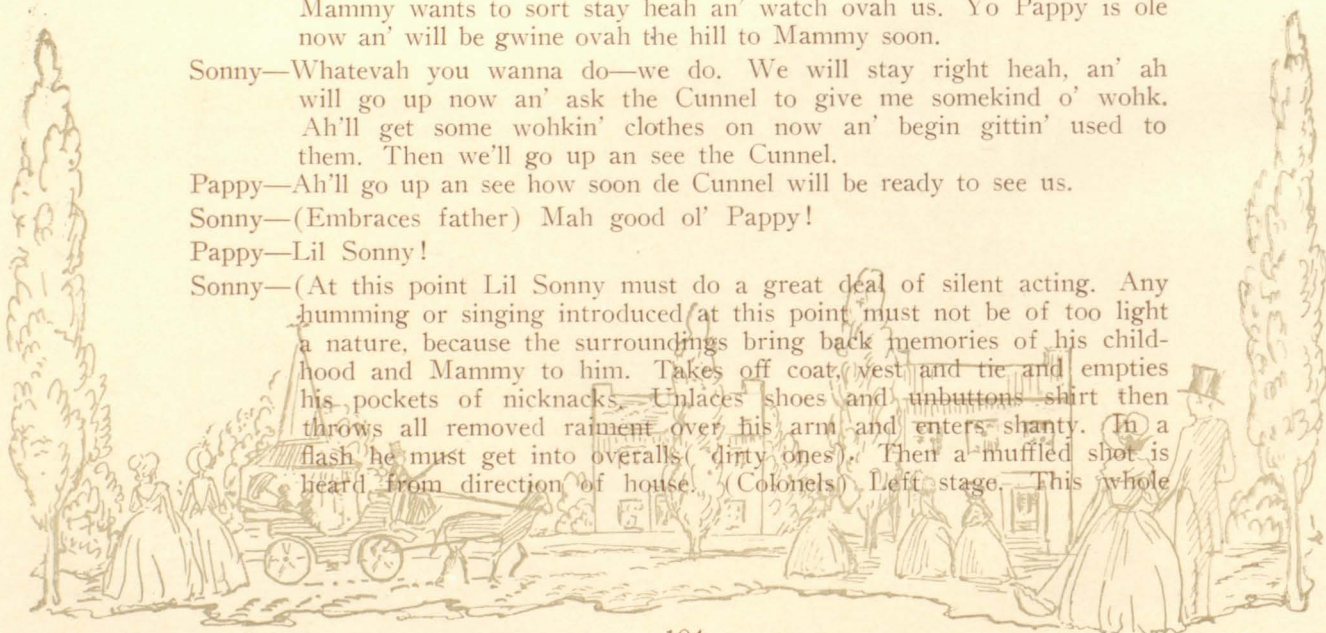 Mammy wants to sort stay heah an' watch ovah us. Yo Pappy is ole
now an' will be gwine ovah the hill to Mammy soon.
Sonny—Whatevah you wanna do—we do. We will stay right heah, an' ah
will go up now an' ask the Cunnel to give me somekind o' wohk.
Ah'll get some wohkin' clothes on now an' begin gittin' used to
them. Then we'll go up an see the Cunnel.
Pappy—Ah'll go up an see how soon de Cunnel will be ready to see us.
Sonny—(Embraces father) Mah good ol' Pappy!
Pappy—Lil Sonny!
Sonny—(At this point Lil Sonny must do a great deal of silent acting. Any
humming or singing introduced at this point must not be of too light
a nature, because the surroundings bring back memories of his child-
hood and Mammy to him. Takes off coat, vest and tie and empties
his pockets of nicknacks. Unlaces shoes and unbuttons shirt then
throws all removed raiment over his arm and enters shanty. In a
flash he must get into overalls( dirty ones). Then a muffled shot is
heard from direction of house. (Colonels) Left stage. This whole